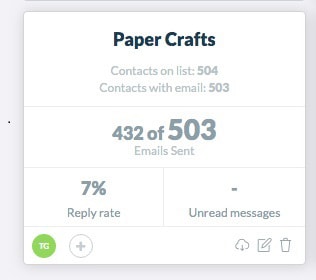 Paper Crafts
Contacts on list: 504
Contacts with email: 503
432 of 503
Emails Sent
7%
Reply rate
-
Unread messages
TG